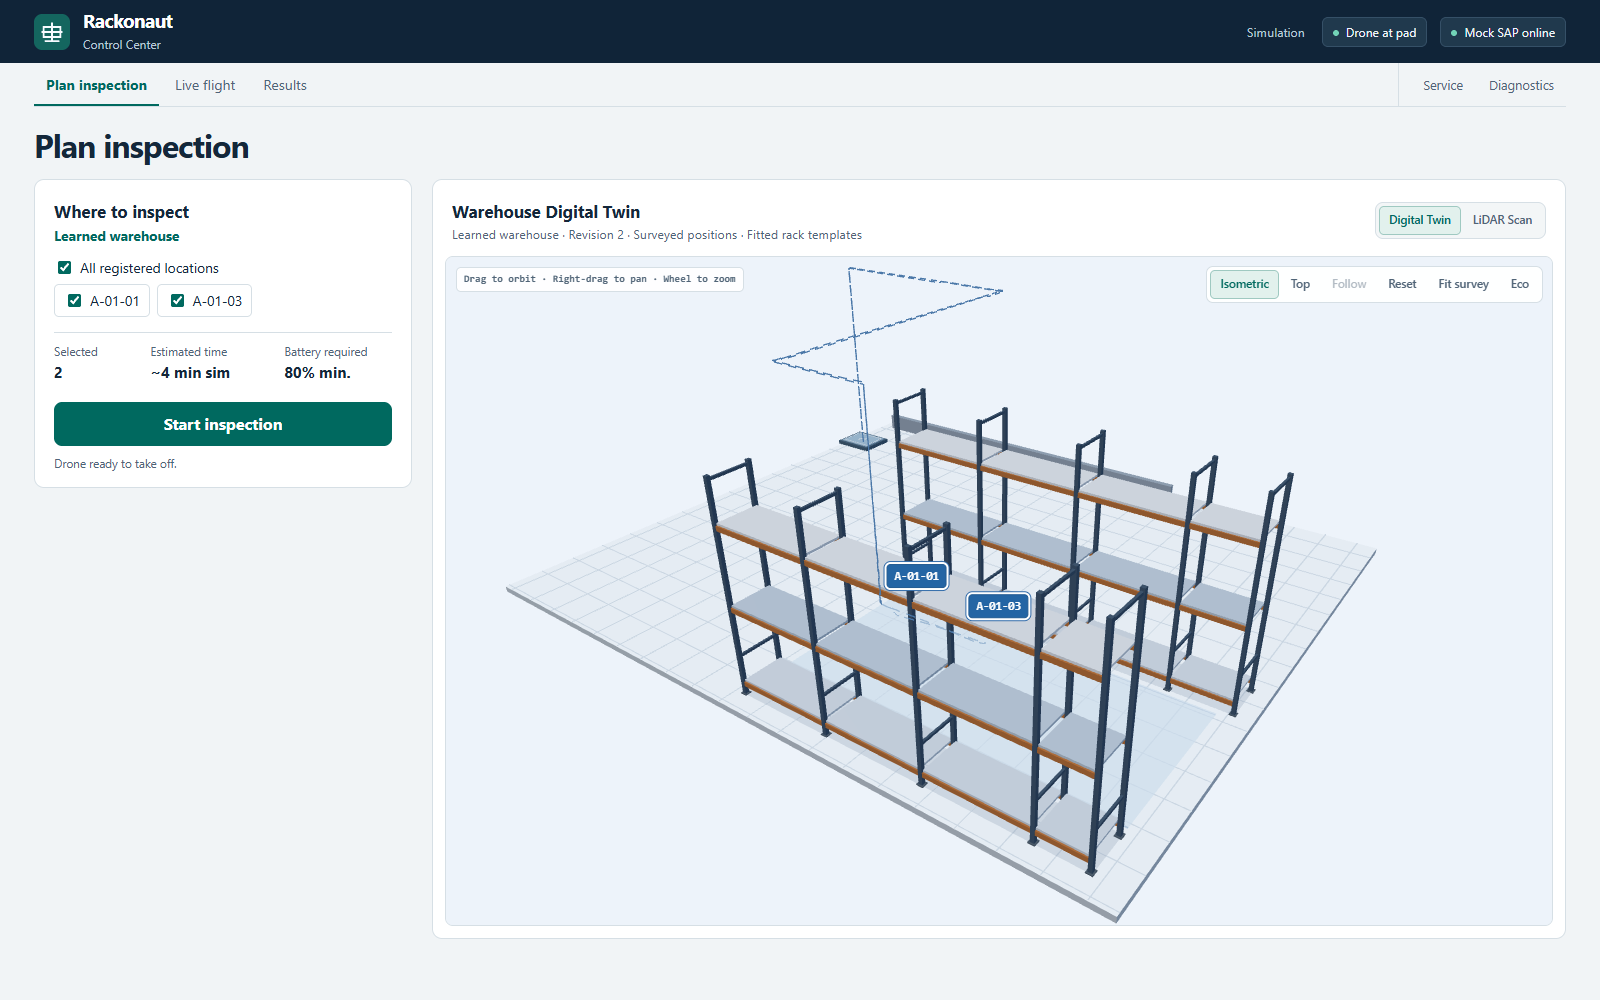 Rackonaut
Control Center
Simulation
Drone at pad
Mock SAP online
Plan inspection
Live flight
Results
Service
Diagnostics
Plan inspection
Where to inspect
Learned warehouse
All registered locations
A-01-01
A-01-03
Selected
2
Estimated time
~4 min sim
Battery required
80% min.
Start inspection
Drone ready to take off.
Warehouse Digital Twin
Learned warehouse · Revision 2 · Surveyed positions · Fitted rack templates
Digital Twin
LiDAR Scan
Drag to orbit · Right-drag to pan · Wheel to zoom
Isometric
Top
Follow
Reset
Fit survey
Eco
A-01-01
A-01-03